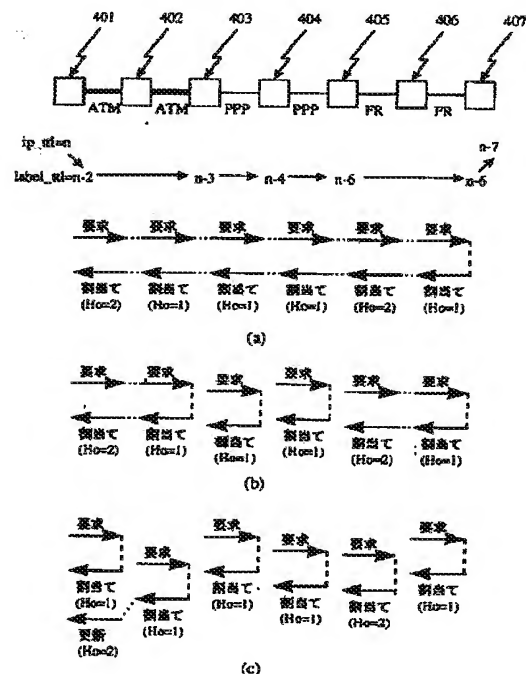 401 402 403 404 405 406 407
ATM ATM PPP PPP FR FR
ip_ttl=n n-7
label_ttl=n-2 n-3 n-4 n-6 n-6
要求 要求 要求 要求 要求 要求
割当て 割当て 割当て 割当て 割当て 割当て
(Ho=2) (Ho=1) (Ho=1) (Ho=1) (Ho=2) (Ho=1)
(a)
要求 要求 要求 要求 要求 要求
割当て 割当て 割当て 割当て 割当て 割当て
(Ho=2) (Ho=1) (Ho=1) (Ho=1) (Ho=2) (Ho=1)
(b)
要求 要求 要求 要求 要求 要求
割当て 割当て 割当て 割当て 割当て 割当て
(Ho=1) (Ho=1) (Ho=1) (Ho=1) (Ho=2) (Ho=1)
更新
(Ho=2)
(c)